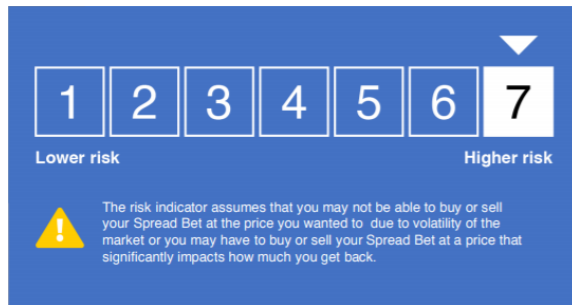 1 2 3 4 5 6 7
Lower risk Higher risk
The risk indicator assumes that you may not be able to buy or sell
your Spread Bet at the price you wanted to due to volatility of the
market or you may have to buy or sell your Spread Bet at a price that
significantly impacts how much you get back.